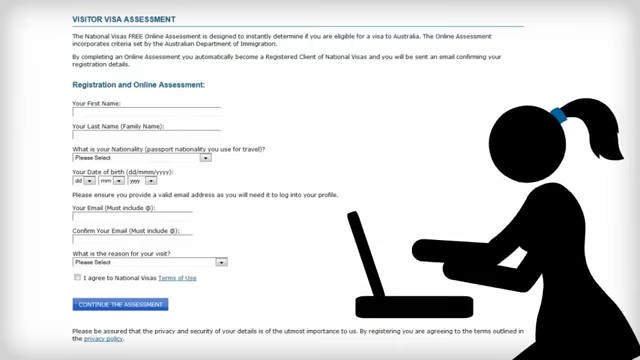 VISITOR VISA ASSESSMENT
The National Visas FREE Online Assessment is designed to instantly determine if you are eligible for a visa to Australia. The Online Assessment
incorporates criteria set by the Australian Department of Immigration.
By completing an Online Assessment you automatically become a Registered Client of National Visas and you will be sent an email confirming your
registration details.
Registration and Online Assessment:
Your First Name:
Your Last Name (Family Name):
What is your Nationality (passport nationality you use for travel)?
Please Select
Your Date of birth (dd/mmm/yyyy):
dd mm yyy
Please ensure you provide a valid email address as you will need it to log into your profile.
Your Email (Must include @):
Confirm Your Email (Must include @):
What is the reason for your visit?
Please Select
I agree to National Visas Terms of Use
CONTINUE THE ASSESSMENT
Please be assured that the privacy and security of your details is of the utmost importance to us. By registering you are agreeing to the terms outlined in
the privacy policy.